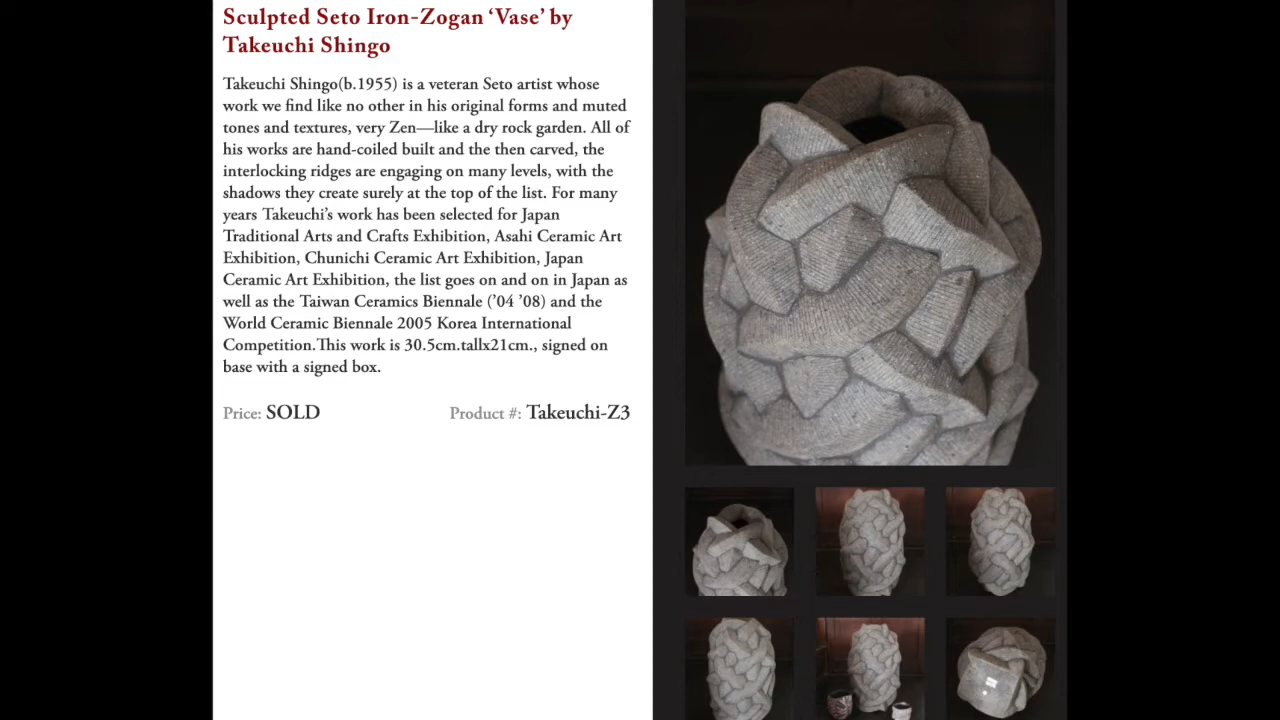 Sculpted Seto Iron-Zogan ‘Vase’ by
Takeuchi Shingo
Takeuchi Shingo(b.1955) is a veteran Seto artist whose
work we find like no other in his original forms and muted
tones and textures, very Zen—like a dry rock garden. All of
his works are hand-coiled built and the then carved, the
interlocking ridges are engaging on many levels, with the
shadows they create surely at the top of the list. For many
years Takeuchi’s work has been selected for Japan
Traditional Arts and Crafts Exhibition, Asahi Ceramic Art
Exhibition, Chunichi Ceramic Art Exhibition, Japan
Ceramic Art Exhibition, the list goes on and on in Japan as
well as the Taiwan Ceramics Biennale (’04 ’08) and the
World Ceramic Biennale 2005 Korea International
Competition.This work is 30.5cm.tallx21cm., signed on
base with a signed box.
Price: SOLD Product #: Takeuchi-Z3